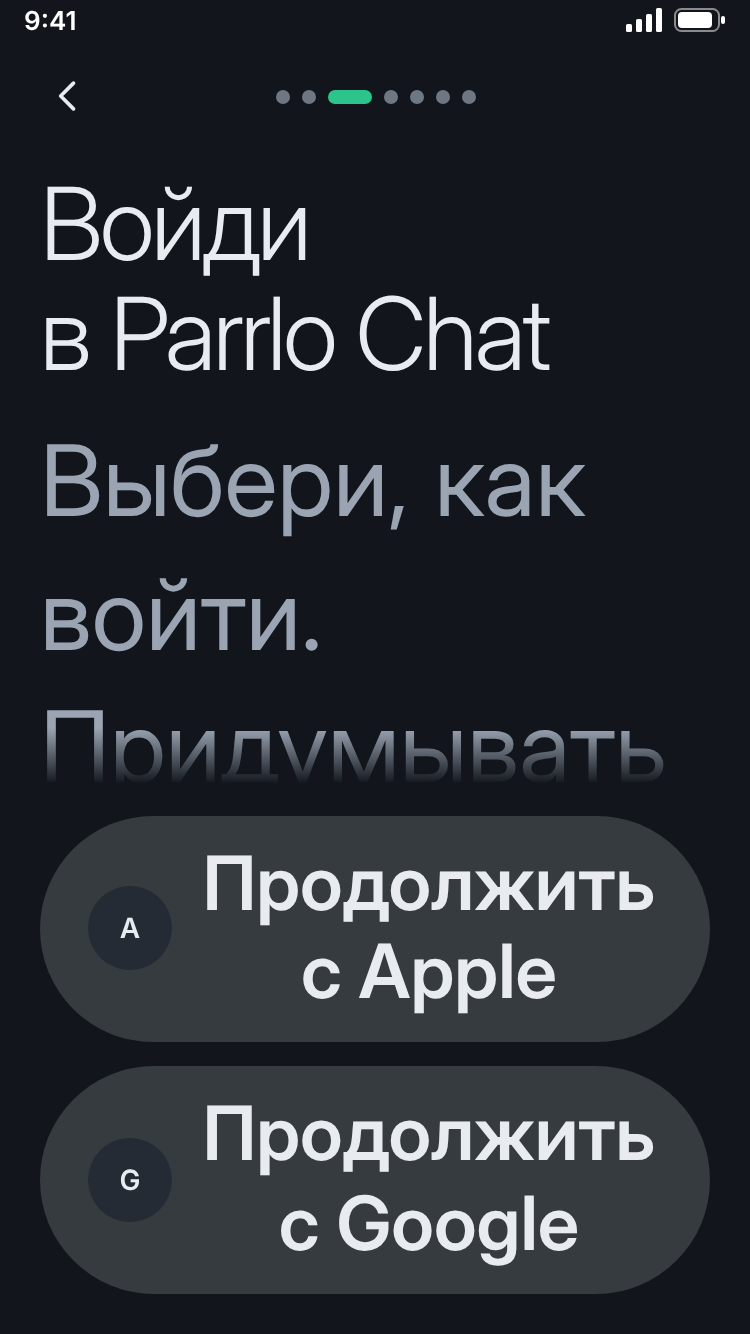 9:41
Войди
в Parrlo Chat
Выбери, как
войти.
Придумывать
A
Продолжить
с Apple
G
Продолжить
с Google